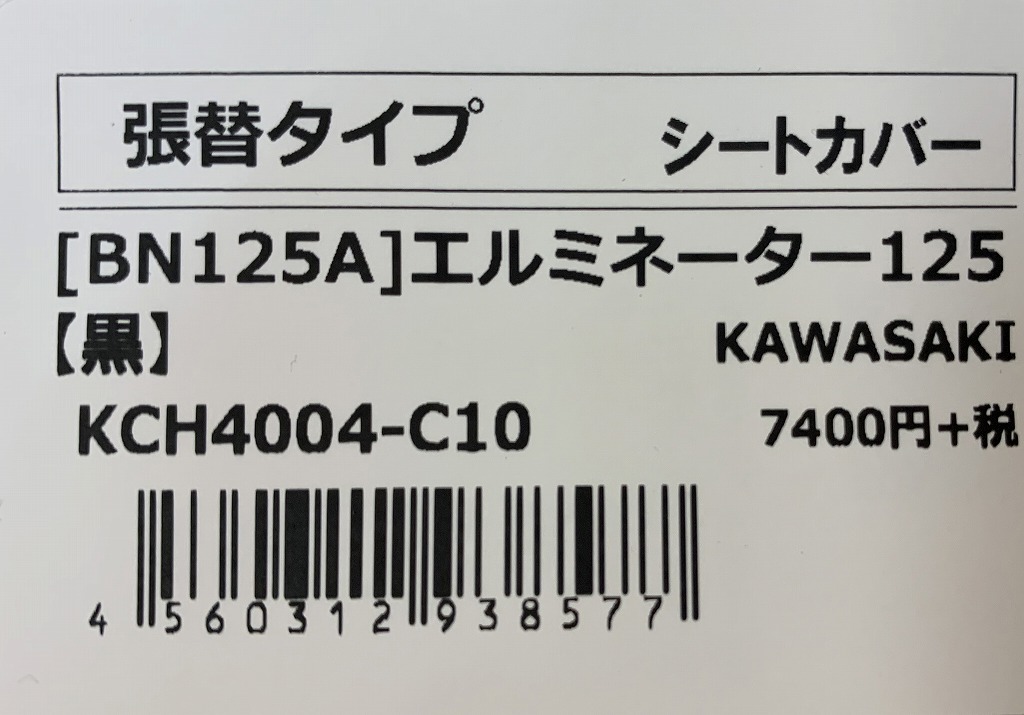 張替タイプ シートカバー
[BN125A]エルミネーター125
【黒】 KAWASAKI
KCH4004-C10 7400円+税
4 560312 938577